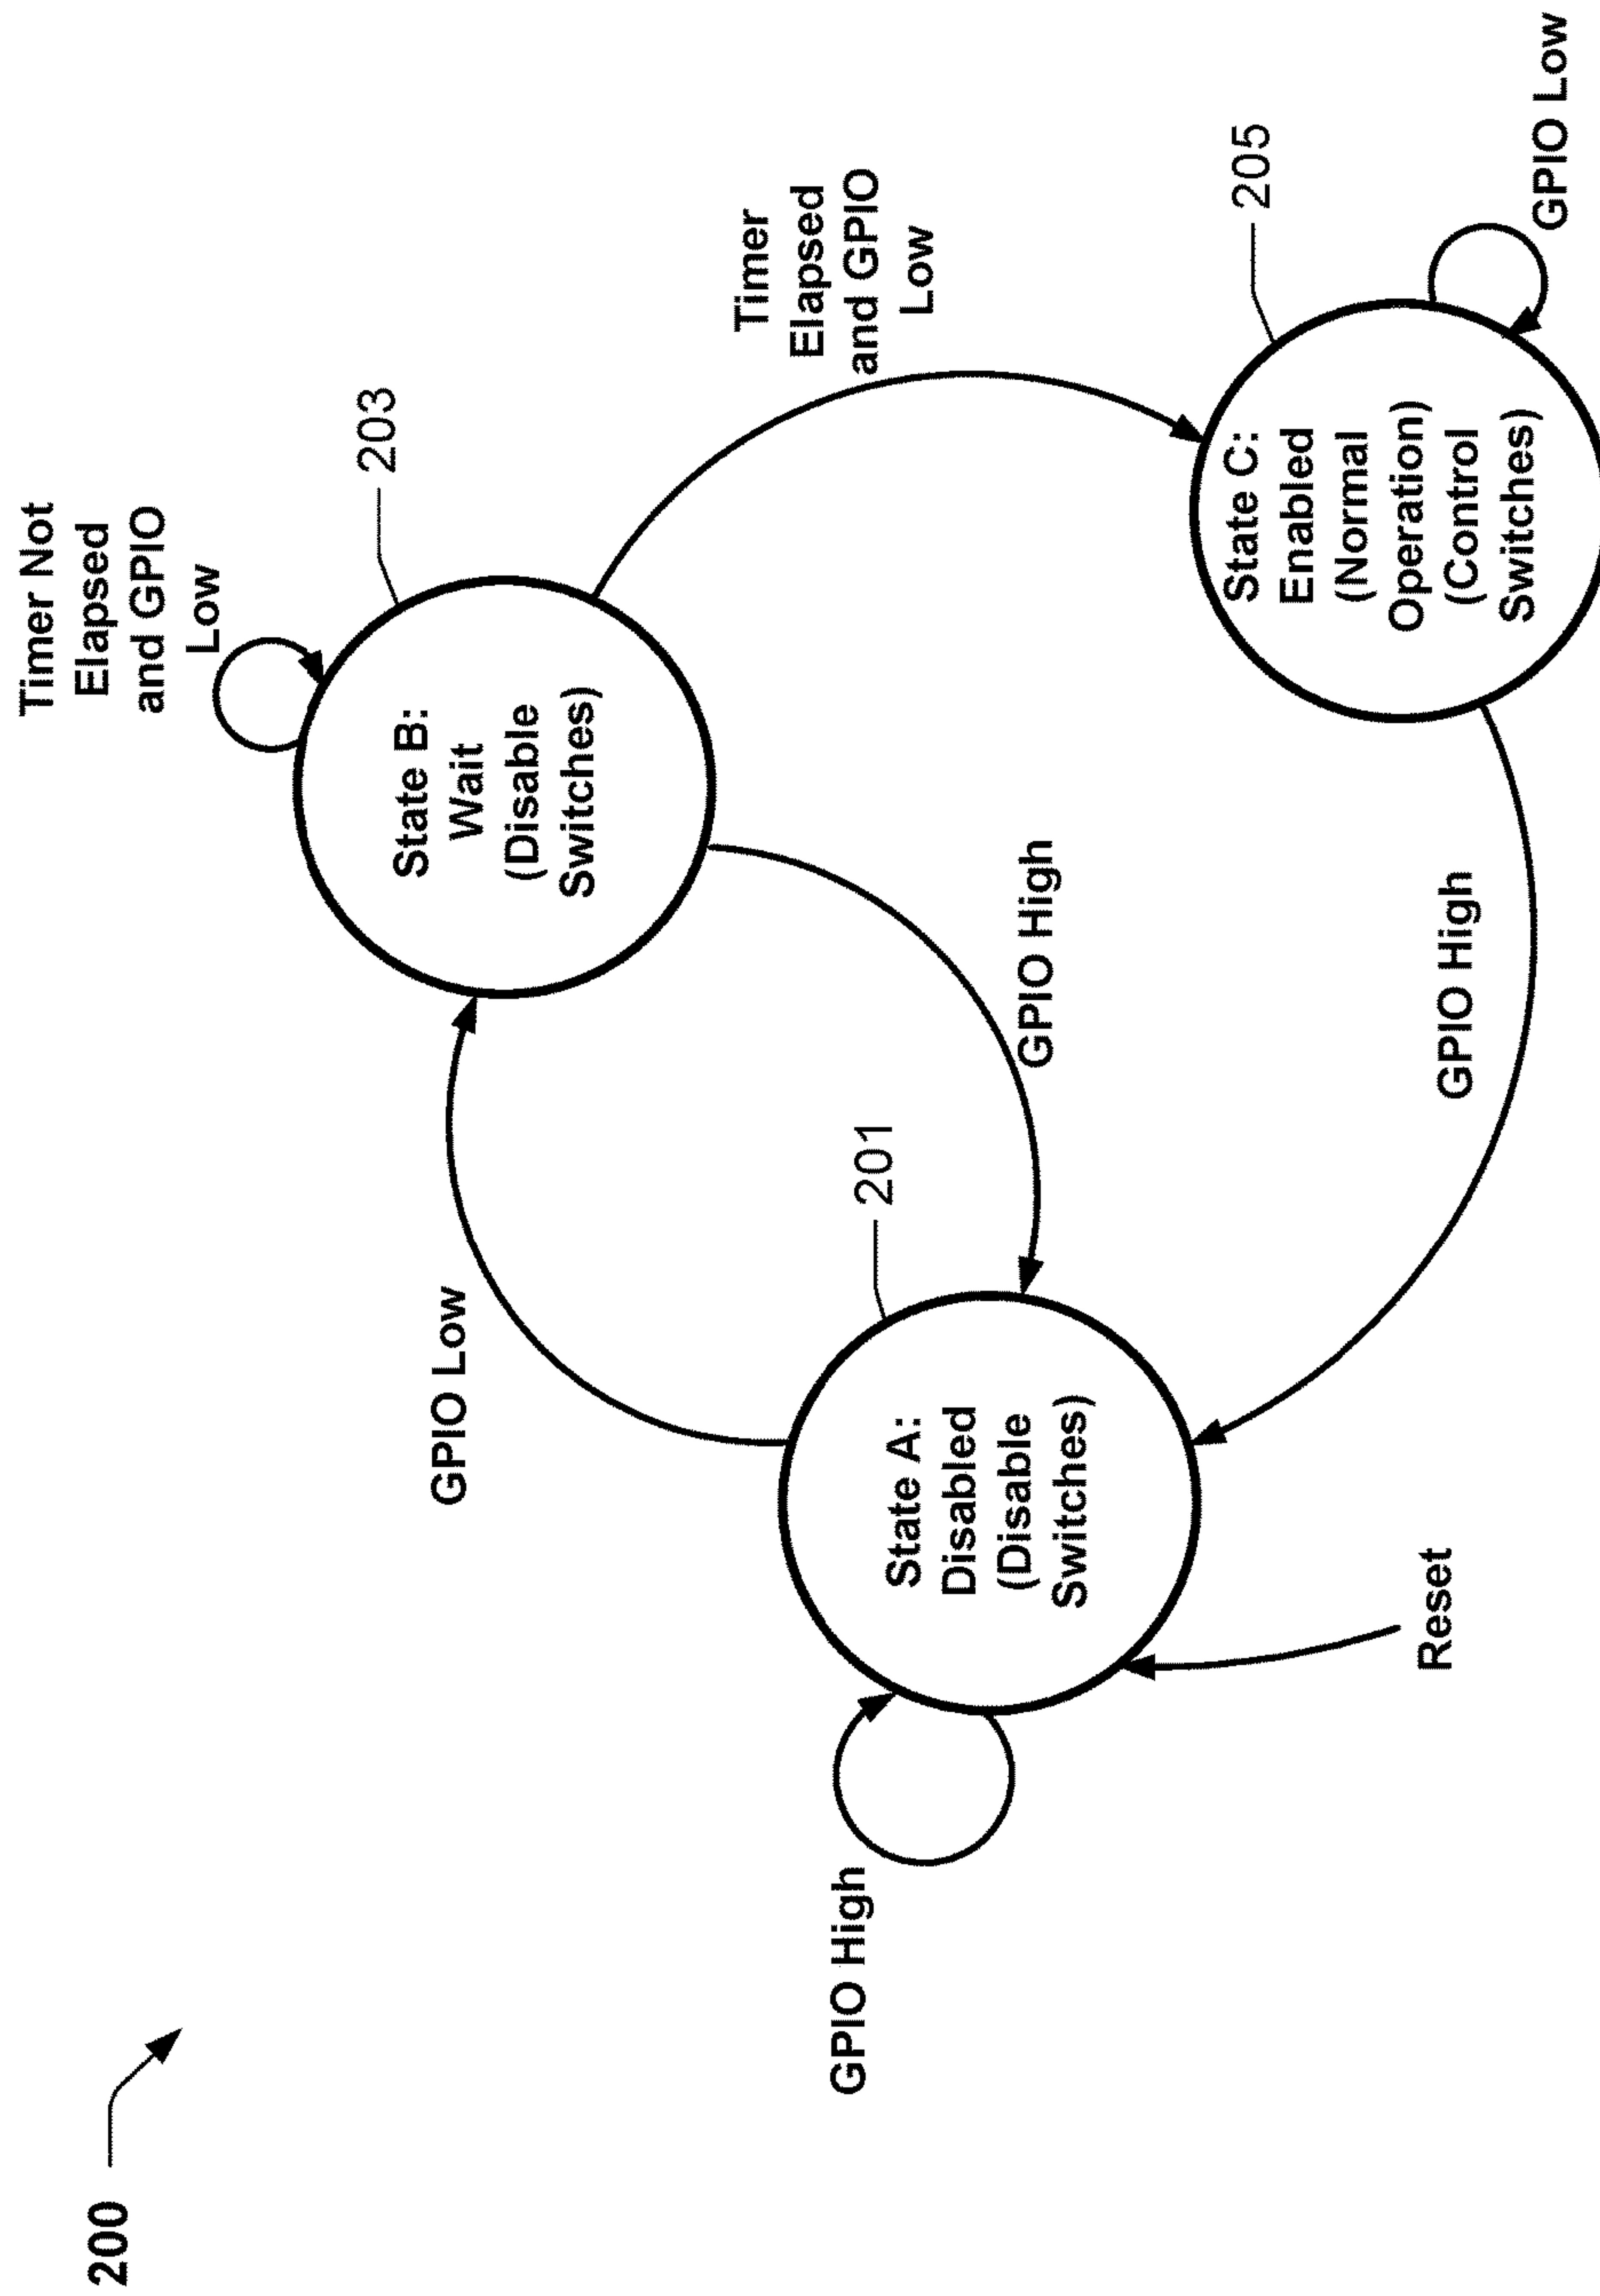 200
Timer Not
Elapsed
and GPIO
Low
203
State B:
Wait
(Disable
Switches)
GPIO Low
Timer
Elapsed
and GPIO
Low
GPIO High
201
State A:
Disabled
(Disable
Switches)
GPIO High
Reset
205
State C:
Enabled
(Normal
Operation)
(Control
Switches)
GPIO High
GPIO Low